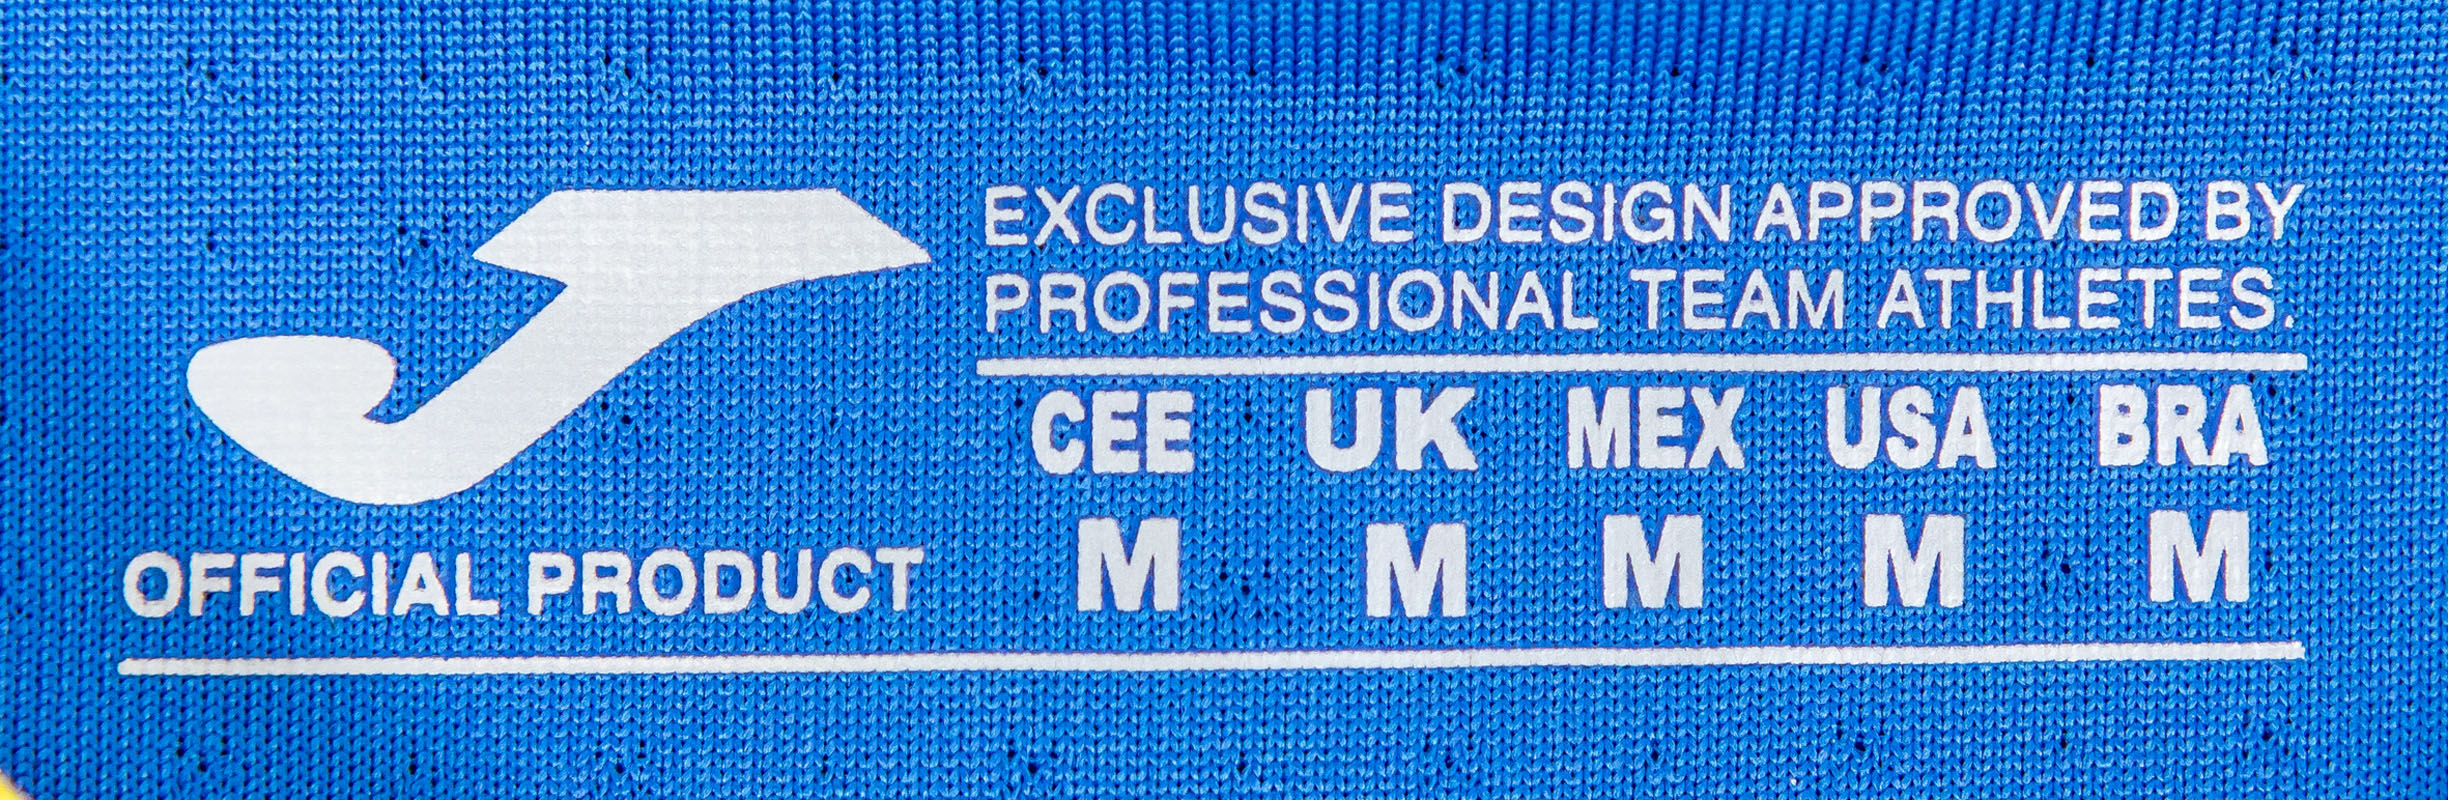 EXCLUSIVE DESIGN APPROVED BY
PROFESSIONAL TEAM ATHLETES.
CEE UK MEX USA BRA
M M M M M
OFFICIAL PRODUCT